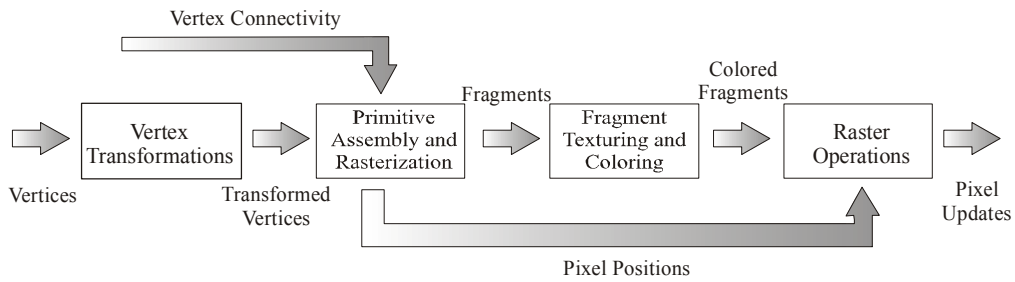 Vertex Connectivity
Vertices
Vertex
Transformations
Transformed
Vertices
Primitive
Assembly and
Rasterization
Fragments
Fragment
Texturing and
Coloring
Colored
Fragments
Raster
Operations
Pixel
Updates
Pixel Positions